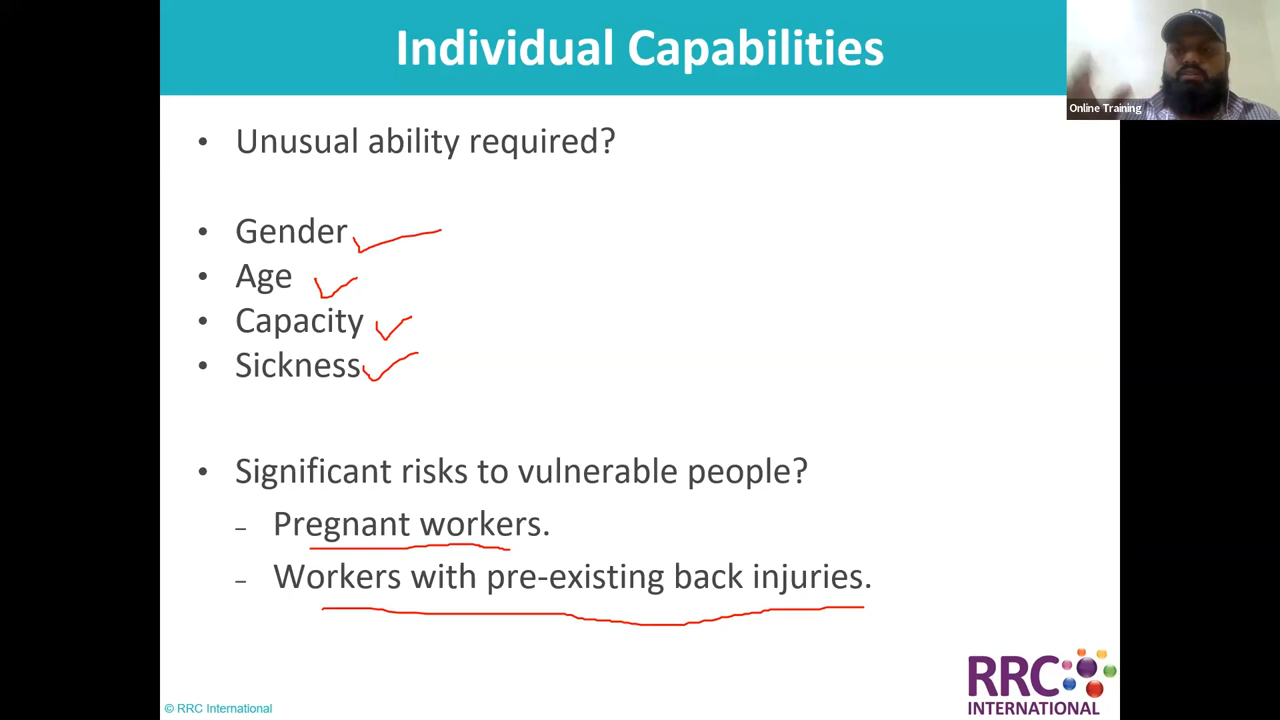 Individual Capabilities
Online Training
• Unusual ability required?
• Gender
• Age
• Capacity
• Sickness
• Significant risks to vulnerable people?
– Pregnant workers.
– Workers with pre-existing back injuries.
RRC
INTERNATIONAL
© RRC International